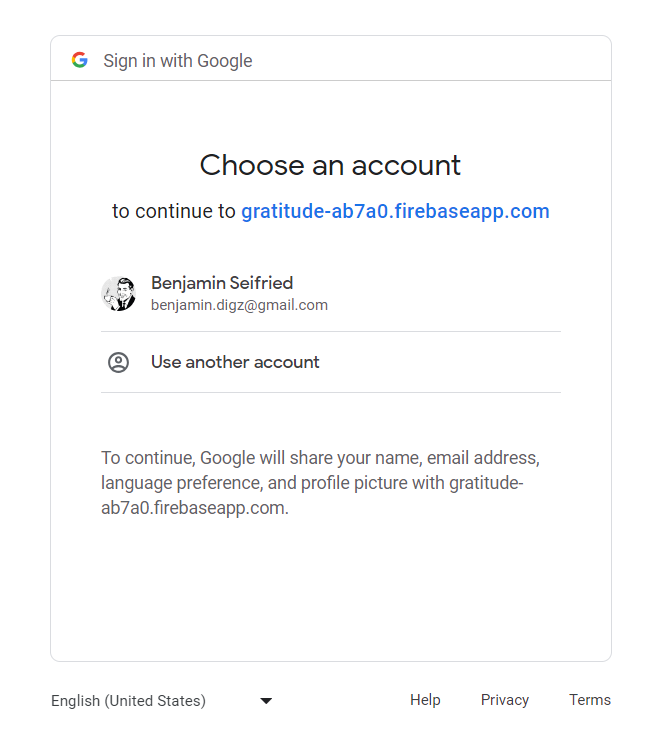 Sign in with Google
Choose an account
to continue to gratitude-ab7a0.firebaseapp.com
Benjamin Seifried
benjamin.digz@gmail.com
Use another account
To continue, Google will share your name, email address,
language preference, and profile picture with gratitude-
ab7a0.firebaseapp.com.
English (United States)
Help Privacy Terms